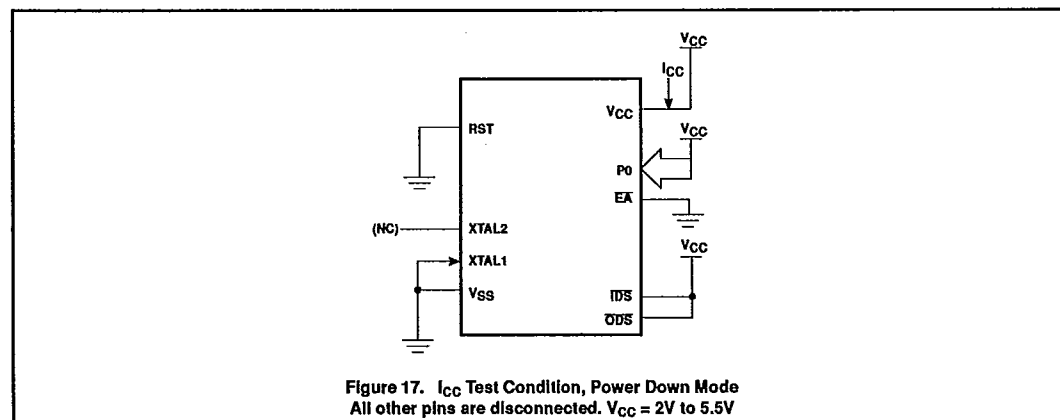 VCC
ICC
VCC
RST
VCC
P0
EA
(NC)
XTAL2
VCC
XTAL1
VSS
IDS
ODS
Figure 17. ICC Test Condition, Power Down Mode
All other pins are disconnected. VCC = 2V to 5.5V